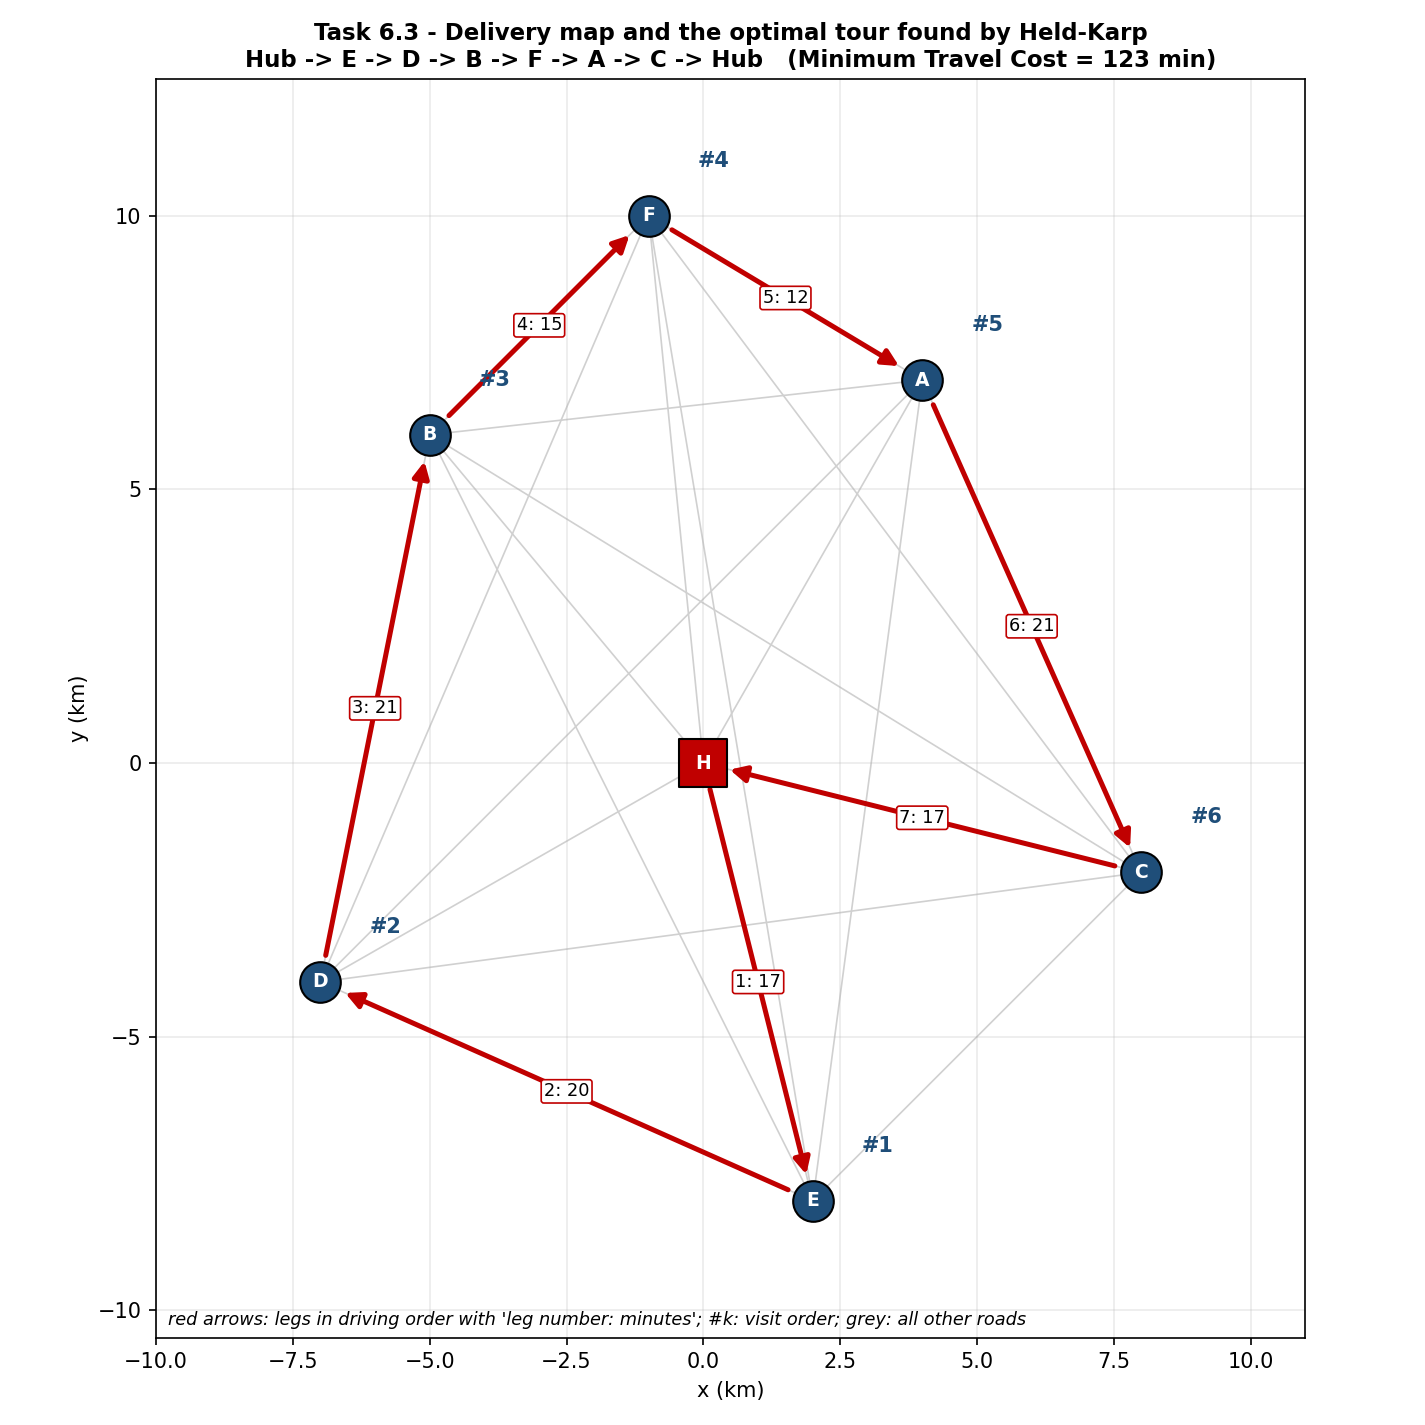 Task 6.3 - Delivery map and the optimal tour found by Held-Karp
Hub -> E -> D -> B -> F -> A -> C -> Hub   (Minimum Travel Cost = 123 min)
#4
F
10
5: 12
4: 15
#5
#3
A
B
5
6: 21
y (km)
3: 21
0
H
7: 17
#6
C
#2
D
1: 17
−5
2: 20
#1
E
−10
red arrows: legs in driving order with 'leg number: minutes'; #k: visit order; grey: all other roads
−10.0 −7.5 −5.0 −2.5 0.0 2.5 5.0 7.5 10.0
x (km)